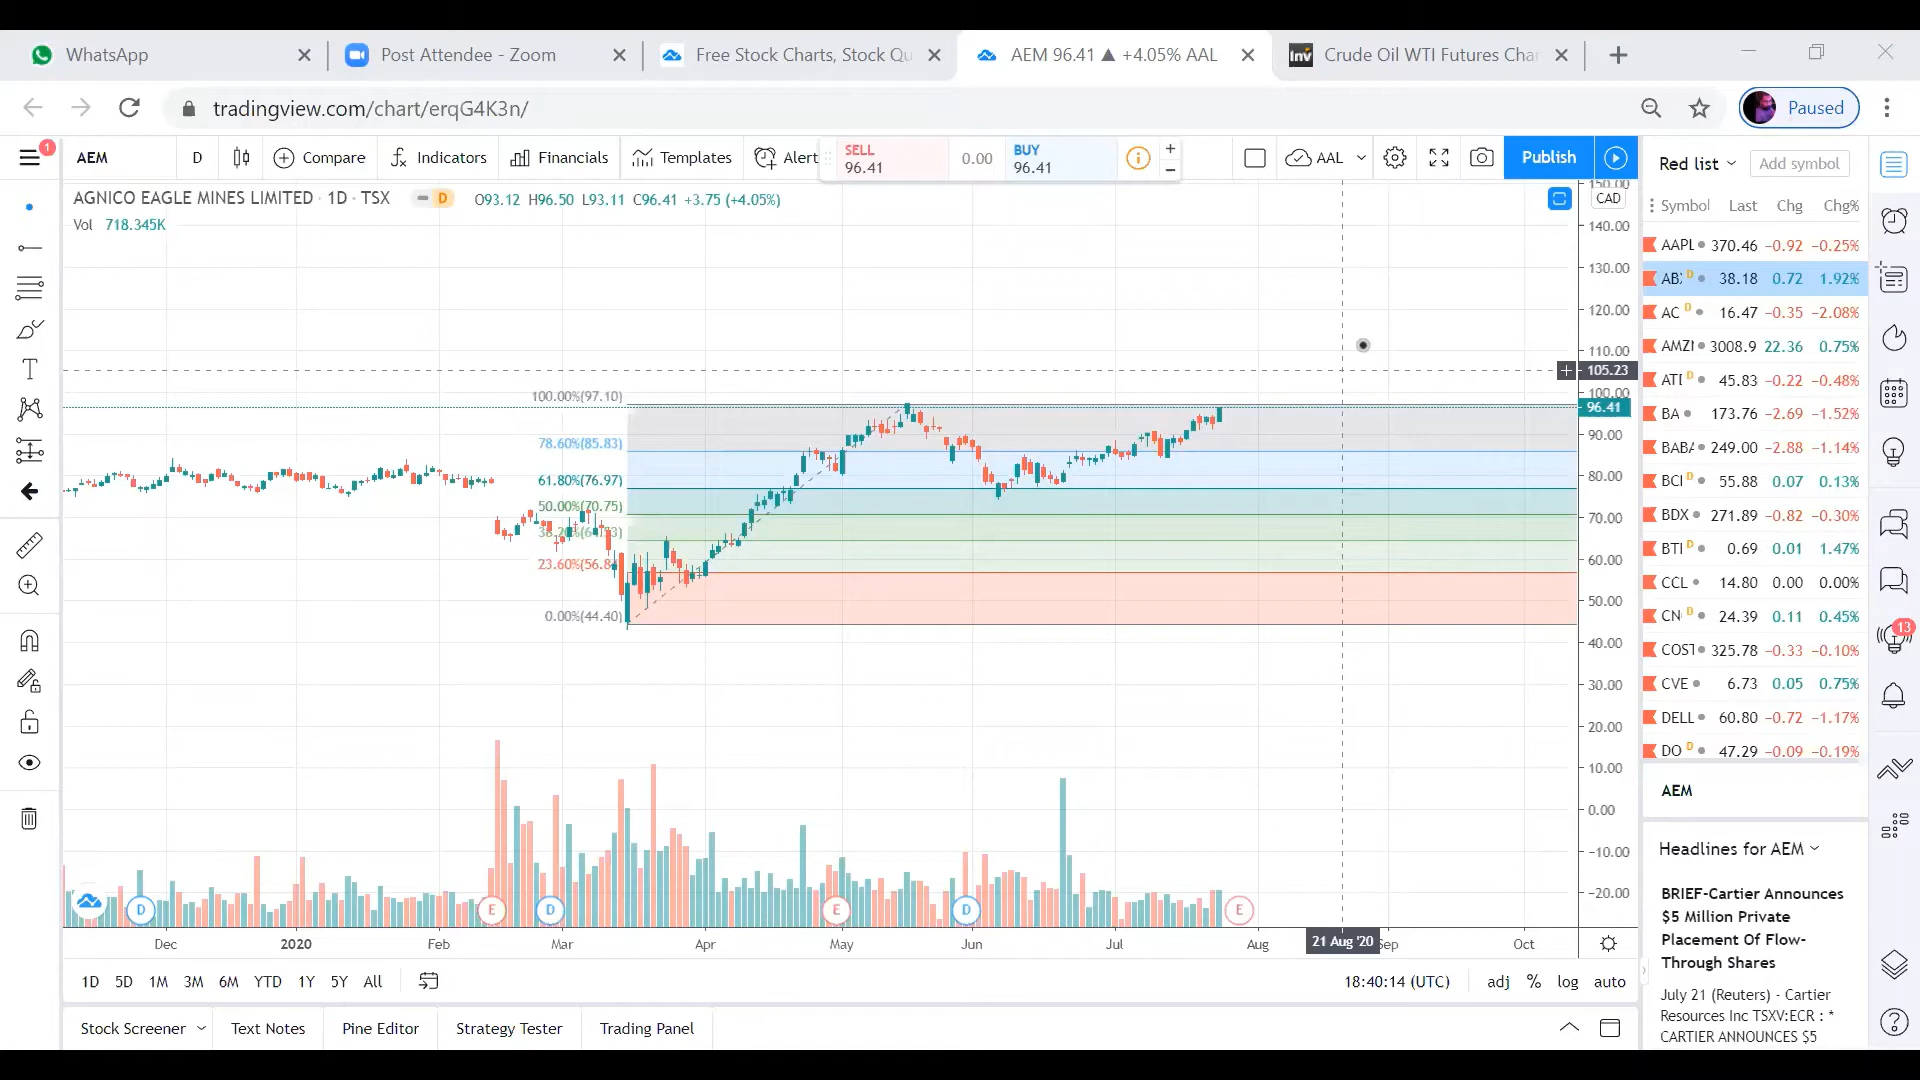 WhatsApp
Post Attendee - Zoom
Free Stock Charts, Stock Qu
AEM 96.41 ▲ +4.05% AAL
Inv
Crude Oil WTI Futures Char
tradingview.com/chart/erqG4K3n/
Paused
1
AEM
D
Compare
Indicators
Financials
Templates
Alert
SELL
96.41
0.00
BUY
96.41
+
−
AAL
Publish
Red list
Add symbol
AGNICO EAGLE MINES LIMITED · 1D · TSX
D
O93.12 H96.50 L93.11 C96.41 +3.75 (+4.05%)
Vol 718.345K
CAD
Symbol Last Chg Chg%
AAPL 370.46 −0.92 −0.25%
D 38.18 0.72 1.92%
AC D 16.47 −0.35 −2.08%
3008.9 22.36 0.75%
D 45.83 −0.22 −0.48%
BA 173.76 −2.69 −1.52%
BABA 249.00 −2.88 −1.14%
BCE D 55.88 0.07 0.13%
BDX 271.89 −0.82 −0.30%
D 0.69 0.01 1.47%
CCL 14.80 0.00 0.00%
D 24.39 0.11 0.45%
COST 325.78 −0.33 −0.10%
CVE 6.73 0.05 0.75%
DELL 60.80 −0.72 −1.17%
DO D 47.29 −0.09 −0.19%
13
150.00
140.00
130.00
120.00
110.00
105.23
100.00
96.41
90.00
80.00
70.00
60.00
50.00
40.00
30.00
20.00
10.00
0.00
−10.00
−20.00
100.00%(97.10)
78.60%(85.83)
61.80%(76.97)
50.00%(70.75)
23.60%(56.84
0.00%(44.40)
D E D E D E
Dec 2020 Feb Mar Apr May Jun Jul Aug 21 Aug '20 Sep Oct
1D 5D 1M 3M 6M YTD 1Y 5Y All
18:40:14 (UTC) adj % log auto
Stock Screener Text Notes Pine Editor Strategy Tester Trading Panel
AEM
Headlines for AEM
BRIEF-Cartier Announces
$5 Million Private
Placement Of Flow-
Through Shares
July 21 (Reuters) - Cartier
Resources Inc TSXV:ECR : *
CARTIER ANNOUNCES $5